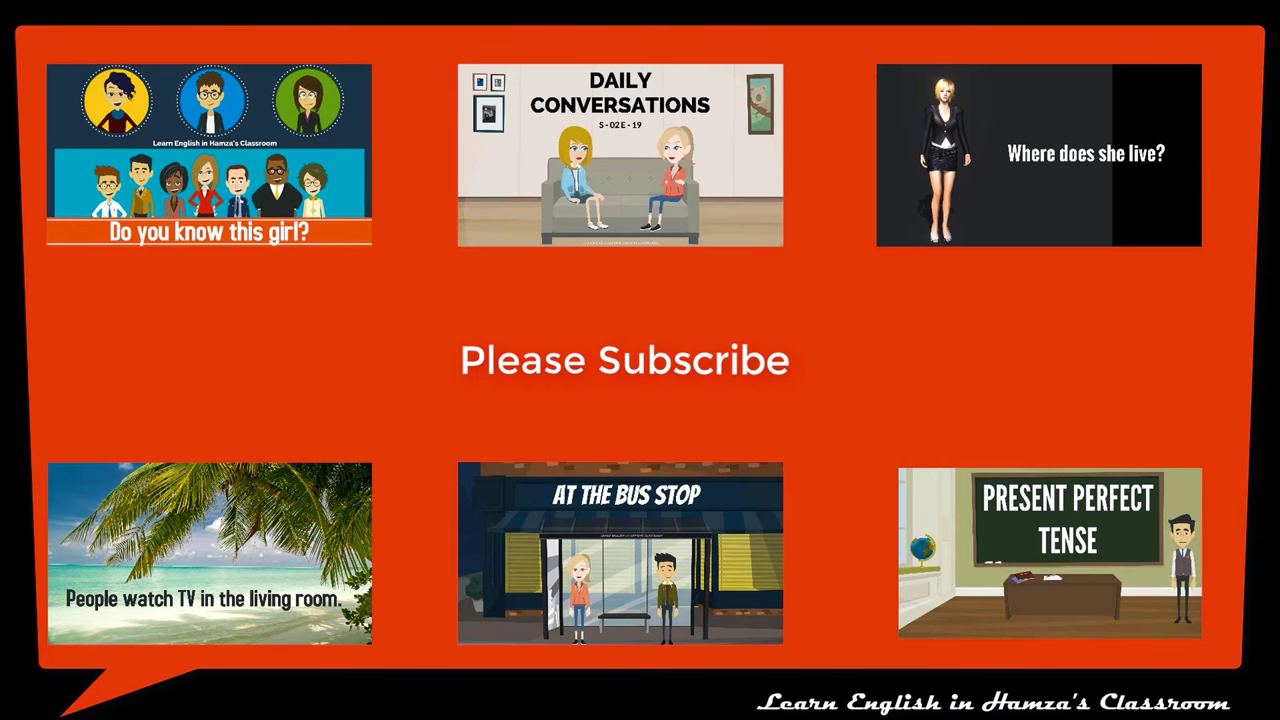 Learn English in Hamza's Classroom
Do you know this girl?
DAILY
CONVERSATIONS
S-02E-19
Where does she live?
Please Subscribe
People watch TV in the living room.
AT THE BUS STOP
PRESENT PERFECT
TENSE
Learn English in Hamza's Classroom